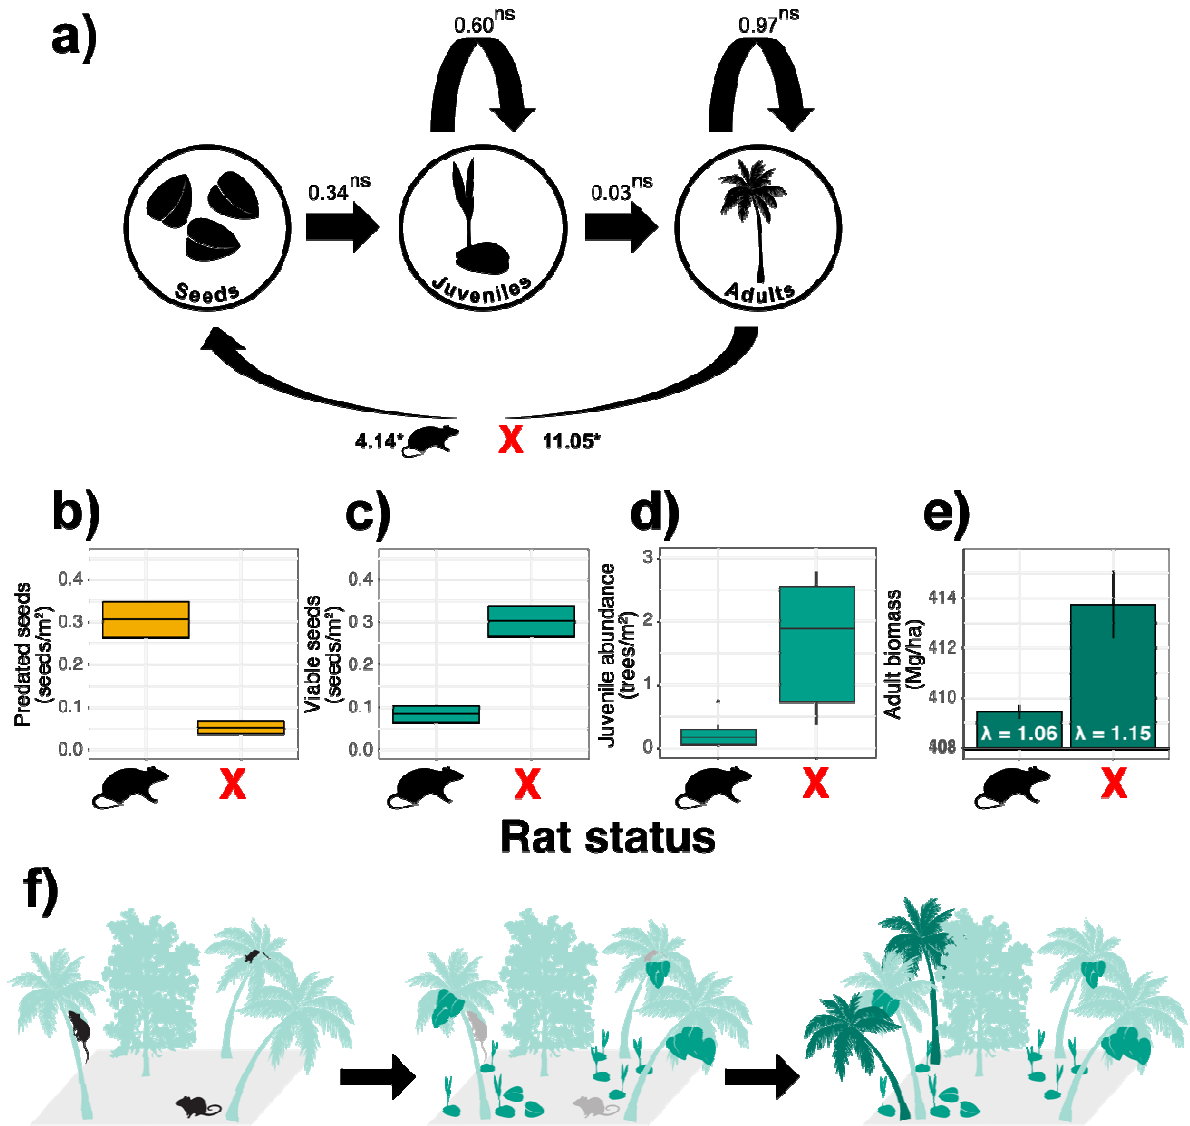 a)
0.60ns
0.97ns
0.34ns
0.03ns
Seeds
Juveniles
Adults
4.14*
X
11.05*
b)
c)
d)
e)
Predated seeds
(seeds/m²)
0.4
0.3
0.2
0.1
0.0
X
Viable seeds
(seeds/m²)
0.4
0.3
0.2
0.1
0.0
X
Juvenile abundance
(trees/m²)
3
2
1
0
X
Adult biomass
(Mg/ha)
414
412
410
408
λ = 1.06
λ = 1.15
X
Rat status
f)